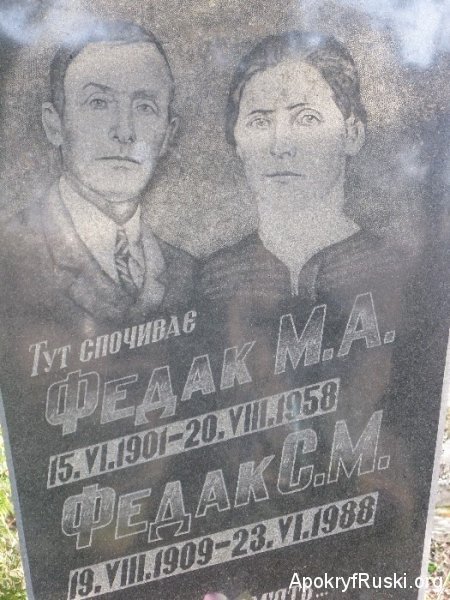 Тут спочиває
Федак М.А.
15.VI.1901–20.VIII.1958
Федак С.М.
19.VIII.1909–23.VI.1988
ApokryfRuski.org